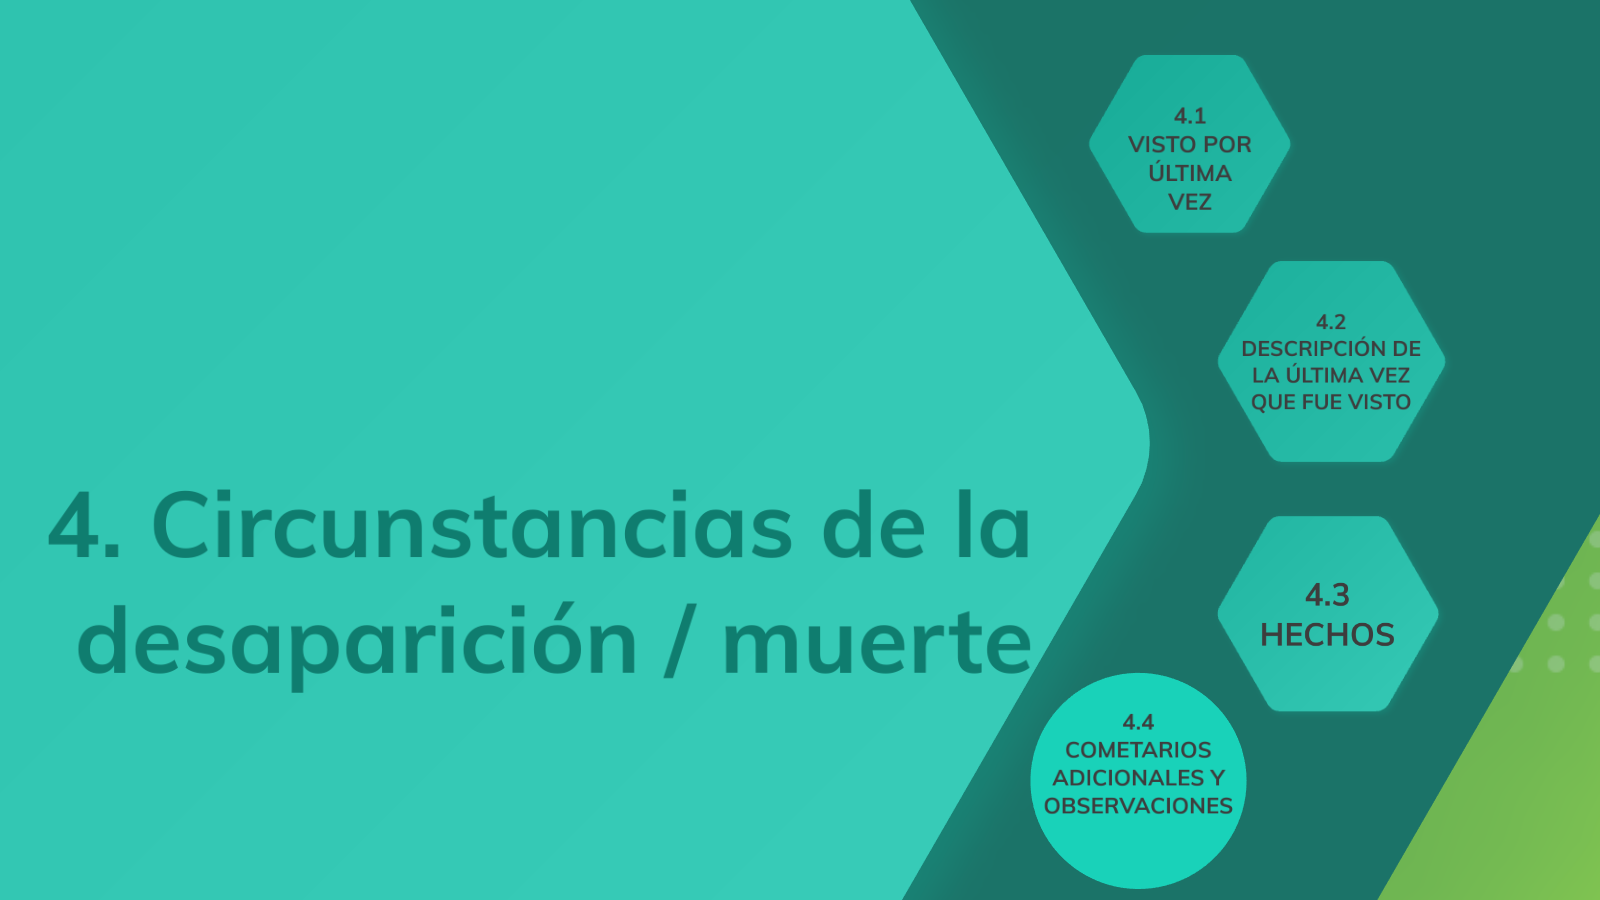 4. Circunstancias de la
desaparición / muerte
4.1
VISTO POR
ÚLTIMA
VEZ
4.2
DESCRIPCIÓN DE
LA ÚLTIMA VEZ
QUE FUE VISTO
4.3
HECHOS
4.4
COMETARIOS
ADICIONALES Y
OBSERVACIONES